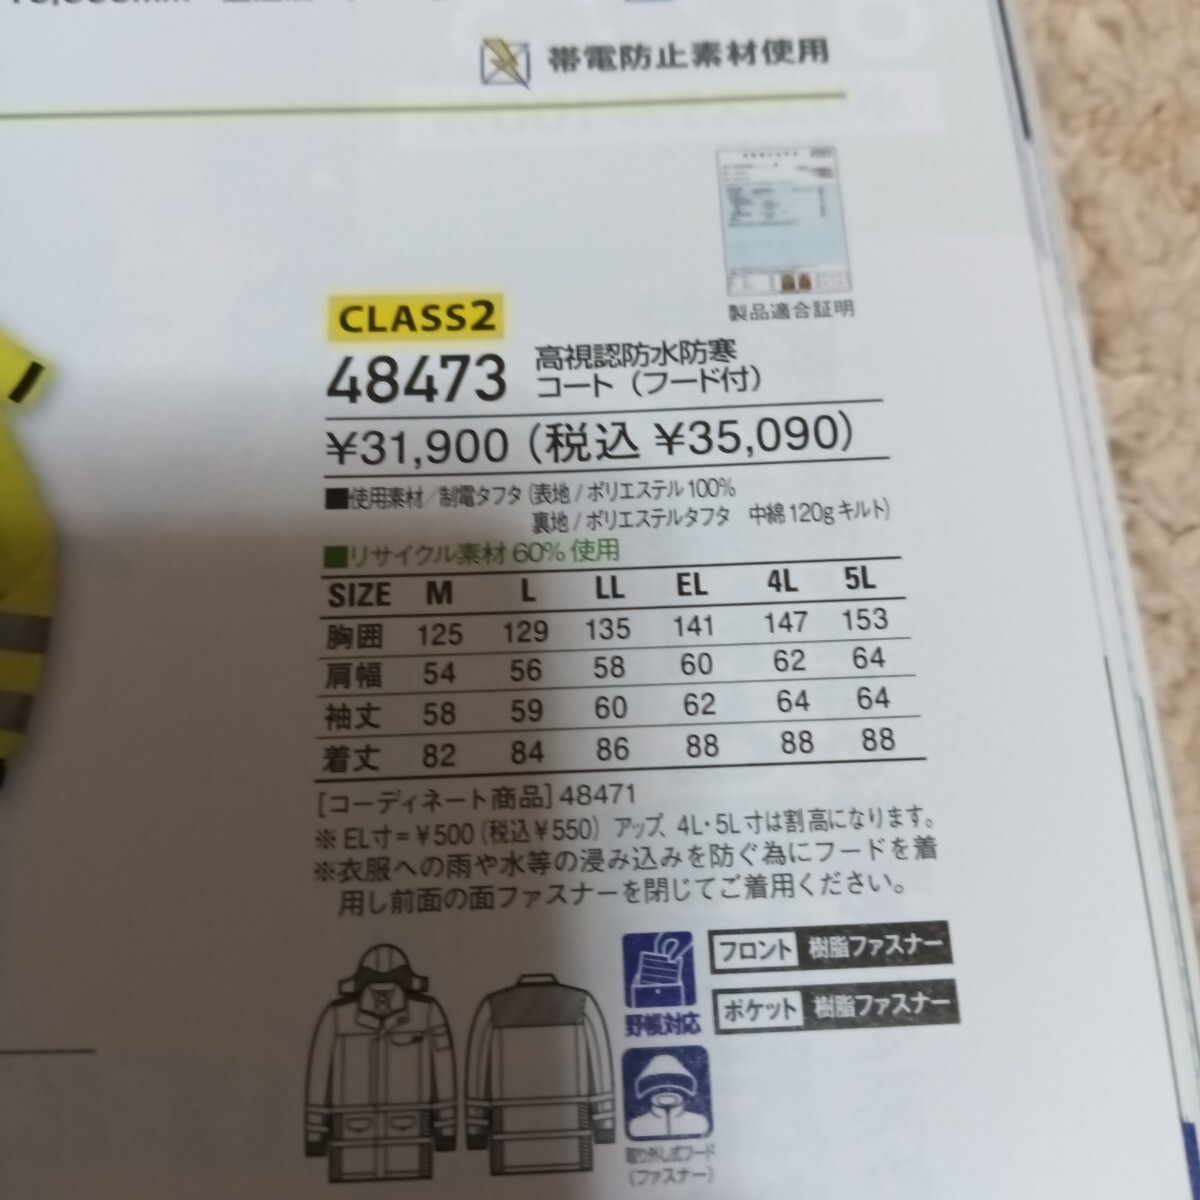 帯電防止素材使用
製品適合証明
CLASS2
48473 高視認防水防寒
コート（フード付）
¥31,900（税込 ¥35,090）
■使用素材／制電タフタ（表地／ポリエステル100%
裏地／ポリエステルタフタ　中綿120gキルト）
■リサイクル素材60%使用
SIZE M L LL EL 4L 5L
胸囲 125 129 135 141 147 153
肩幅 54 56 58 60 62 64
袖丈 58 59 60 62 64 64
着丈 82 84 86 88 88 88
[コーディネート商品]48471
※EL寸=¥500(税込¥550) アップ、4L・5L寸は割高になります。
※衣服への雨や水等の浸み込みを防ぐ為にフードを着
用し前面の面ファスナーを閉じてご着用ください。
フロント 樹脂ファスナー
ポケット 樹脂ファスナー
野帳対応
取り外し式フード
(ファスナー)